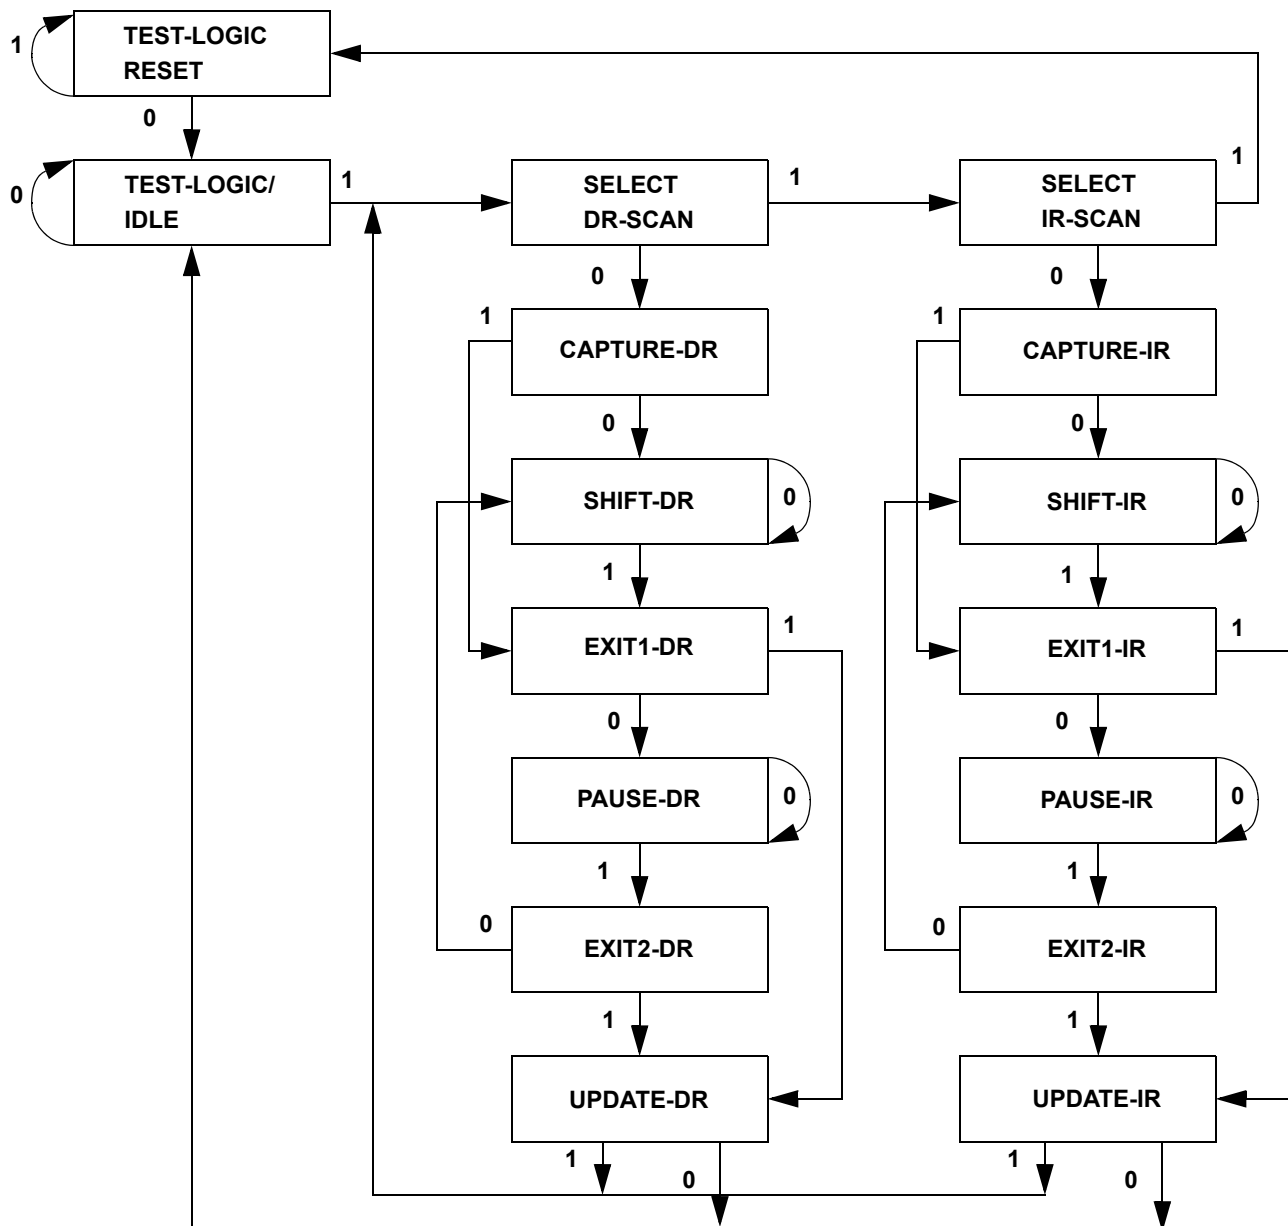 1
TEST-LOGIC
RESET
0
0
TEST-LOGIC/
IDLE
1
SELECT
DR-SCAN
1
SELECT
IR-SCAN
1
0
0
1
CAPTURE-DR
1
CAPTURE-IR
0
0
SHIFT-DR
0
SHIFT-IR
0
1
1
EXIT1-DR
1
EXIT1-IR
1
0
0
PAUSE-DR
0
PAUSE-IR
0
1
1
0
EXIT2-DR
0
EXIT2-IR
1
1
UPDATE-DR
UPDATE-IR
1
0
1
0